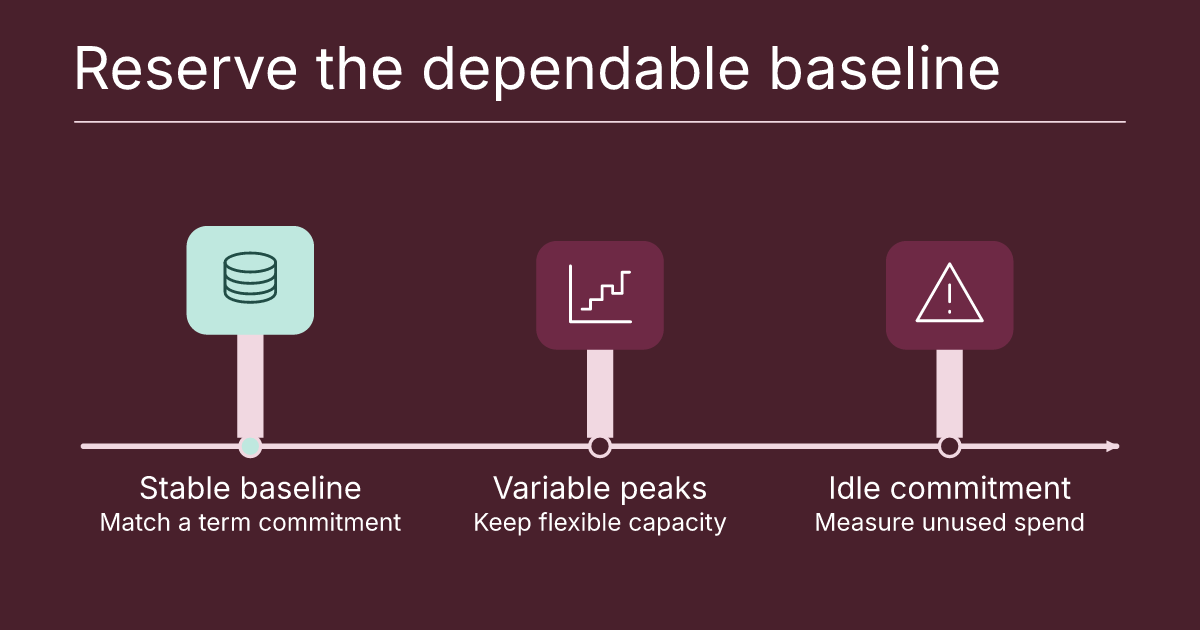 Reserve the dependable baseline
Stable baseline
Match a term commitment
Variable peaks
Keep flexible capacity
Idle commitment
Measure unused spend